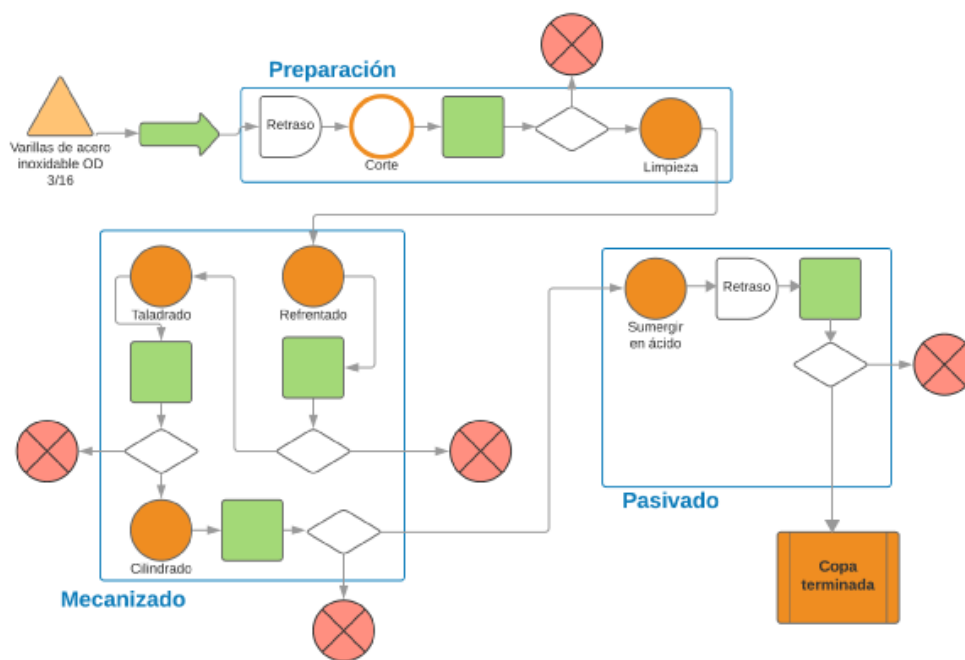 Preparación
Varillas de acero
inoxidable OD
3/16
Retraso
Corte
Limpieza
Taladrado
Refrentado
Cilindrado
Mecanizado
Sumergir
en ácido
Retraso
Pasivado
Copa
terminada